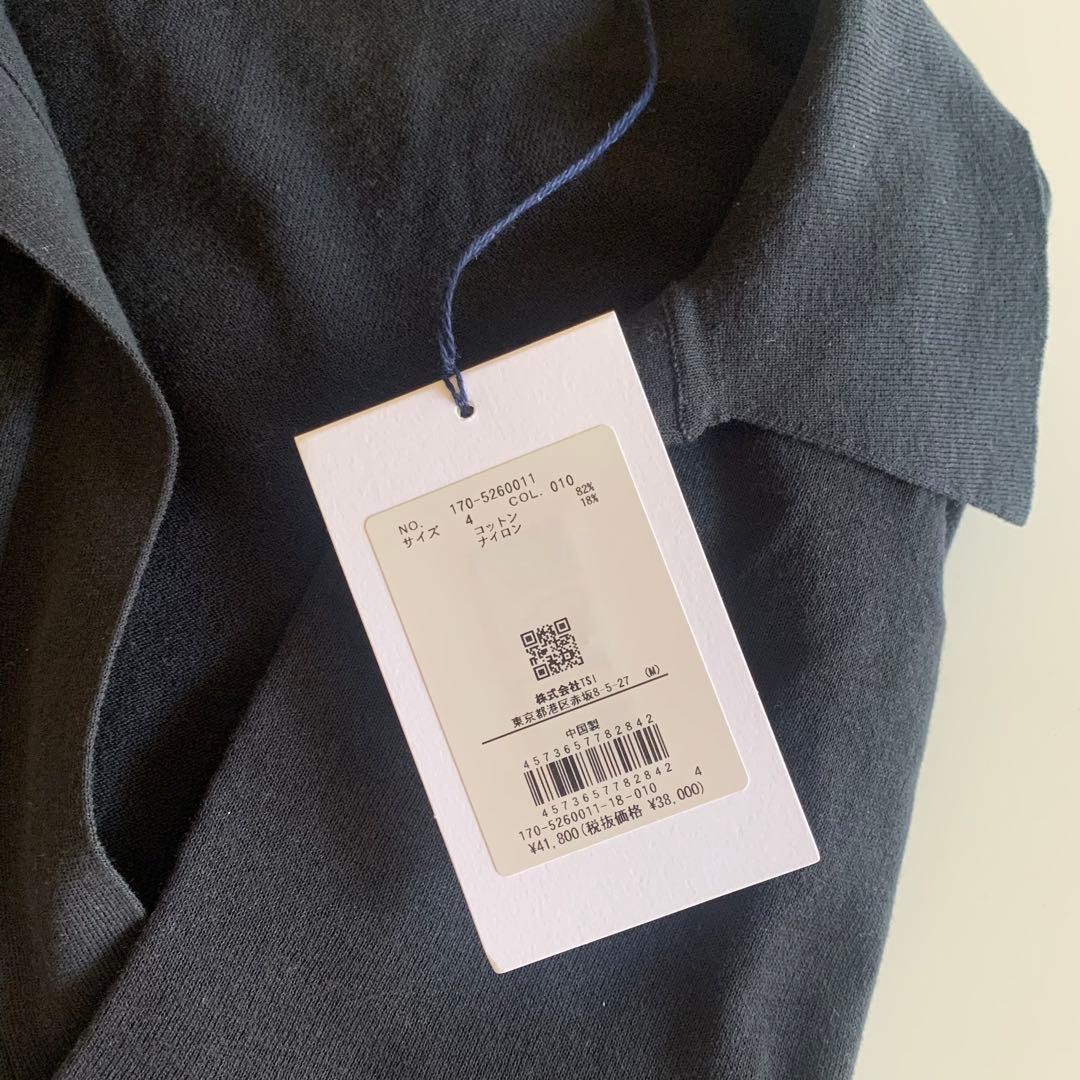 NO. 170-5260011
サイズ 4 COL. 010
コットン 82%
ナイロン 18%
株式会社TSI
東京都港区赤坂8-5-27 (M)
中国製
4573657782842
4573657782842
170-5260011-18-010 4
¥41,800(税抜価格 ¥38,000)